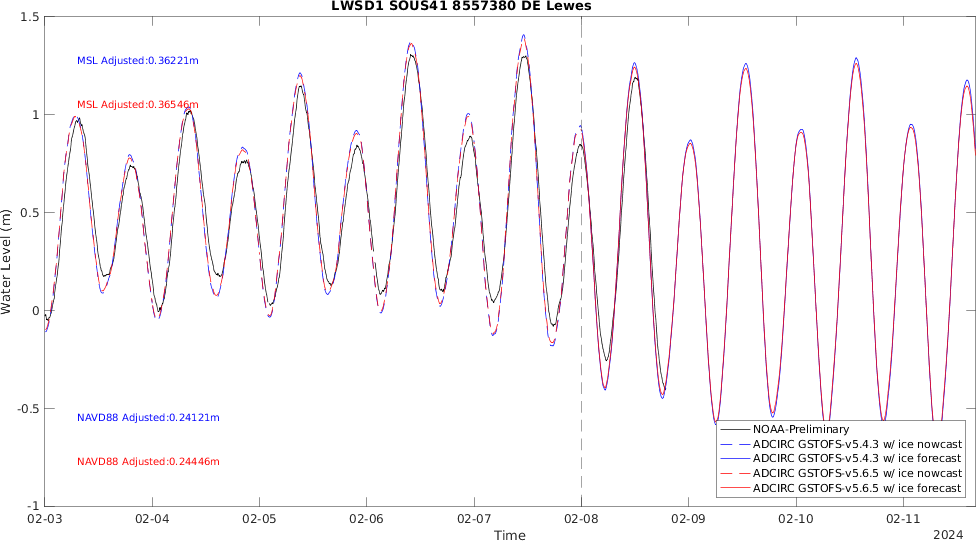 LWSD1 SOUS41 8557380 DE Lewes
1.5
MSL Adjusted:0.36221m
MSL Adjusted:0.36546m
1
0.5
Water Level (m)
0
-0.5
NAVD88 Adjusted:0.24121m
NAVD88 Adjusted:0.24446m
NOAA-Preliminary
ADCIRC GSTOFS-v5.4.3 w/ ice nowcast
ADCIRC GSTOFS-v5.4.3 w/ ice forecast
ADCIRC GSTOFS-v5.6.5 w/ ice nowcast
ADCIRC GSTOFS-v5.6.5 w/ ice forecast
-1
02-03 02-04 02-05 02-06 02-07 02-08 02-09 02-10 02-11
Time
2024